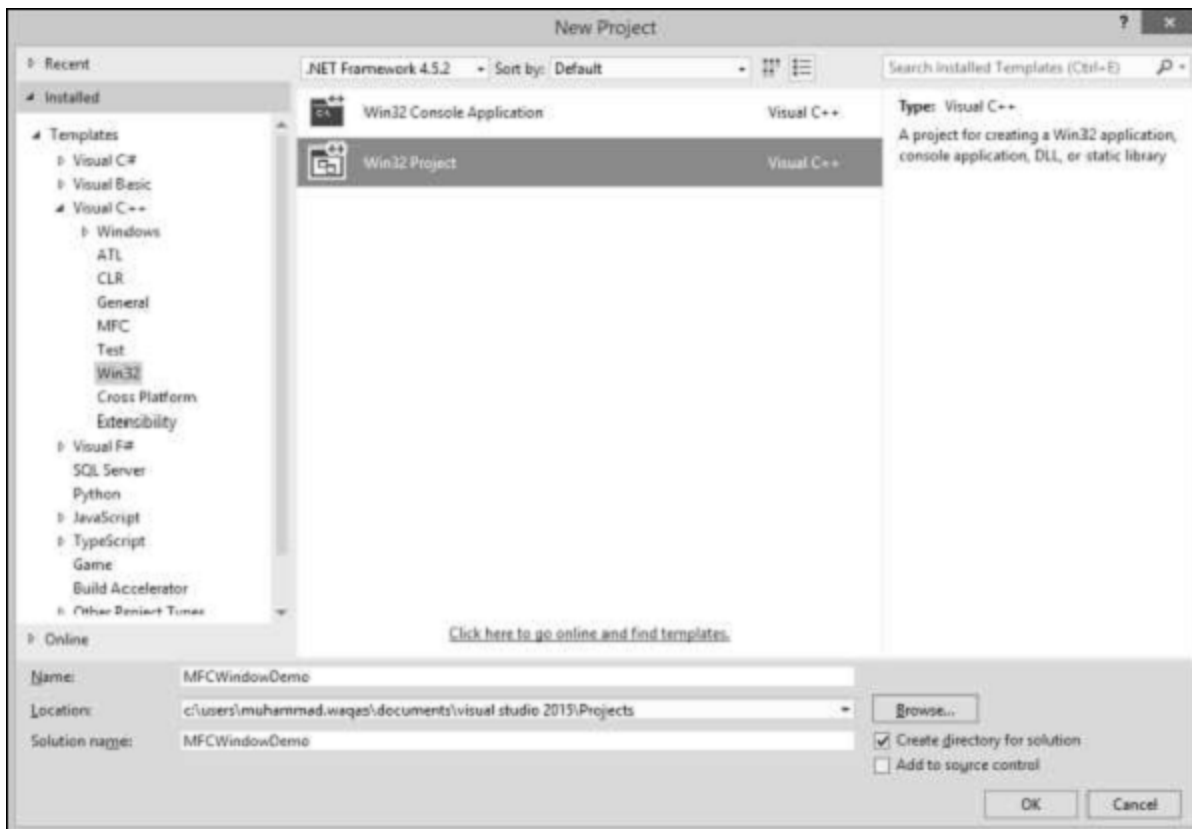 New Project
?
Recent
.NET Framework 4.5.2
Sort by: Default
Search Installed Templates (Ctrl+E)
Installed
Templates
Visual C#
Visual Basic
Visual C++
Windows
ATL
CLR
General
MFC
Test
Win32
Cross Platform
Extensibility
Visual F#
SQL Server
Python
JavaScript
TypeScript
Game
Build Accelerator
Other Project Types
Online
Win32 Console Application Visual C++
Win32 Project Visual C++
Type: Visual C++
A project for creating a Win32 application,
console application, DLL, or static library
Click here to go online and find templates.
Name: MFCWindowDemo
Location: c:\users\muhammad.waqas\documents\visual studio 2015\Projects
Browse...
Solution name: MFCWindowDemo
Create directory for solution
Add to source control
OK
Cancel